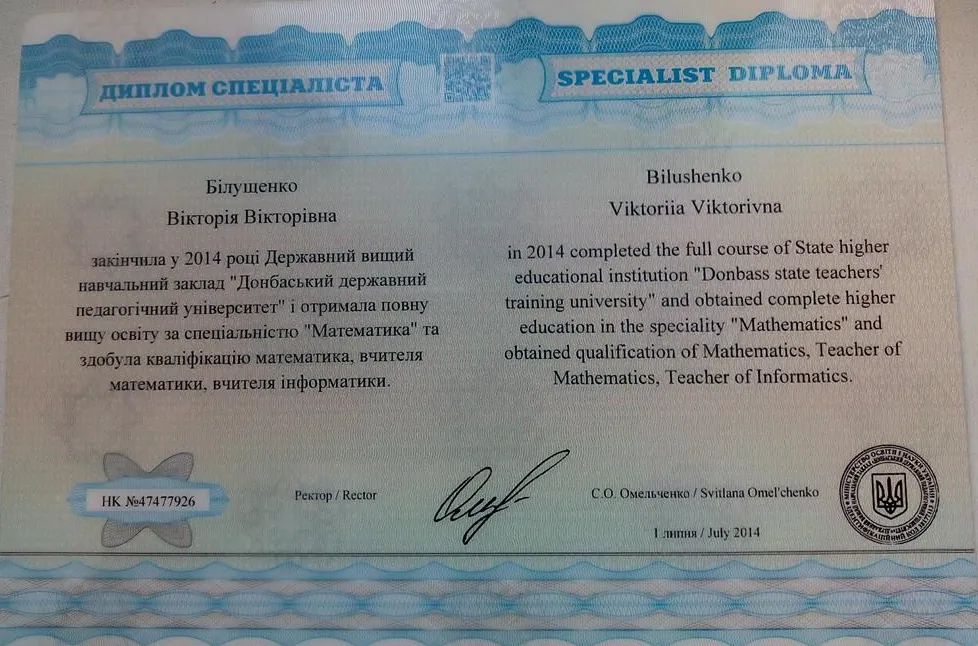 ДИПЛОМ СПЕЦІАЛІСТА
Білущенко
Вікторія Вікторівна
закінчила у 2014 році Державний вищий
навчальний заклад "Донбаський державний
педагогічний університет" і отримала повну
вищу освіту за спеціальністю "Математика" та
здобула кваліфікацію математика, вчителя
математики, вчителя інформатики.
SPECIALIST DIPLOMA
Bilushenko
Viktoriia Viktorivna
in 2014 completed the full course of State higher
educational institution "Donbass state teachers'
training university" and obtained complete higher
education in the speciality "Mathematics" and
obtained qualification of Mathematics, Teacher of
Mathematics, Teacher of Informatics.
НК №47477926
Ректор / Rector
С.О. Омельченко / Svitlana Omel'chenko
1 липня / July 2014
МІНІСТЕРСТВО ОСВІТИ І НАУКИ УКРАЇНИ